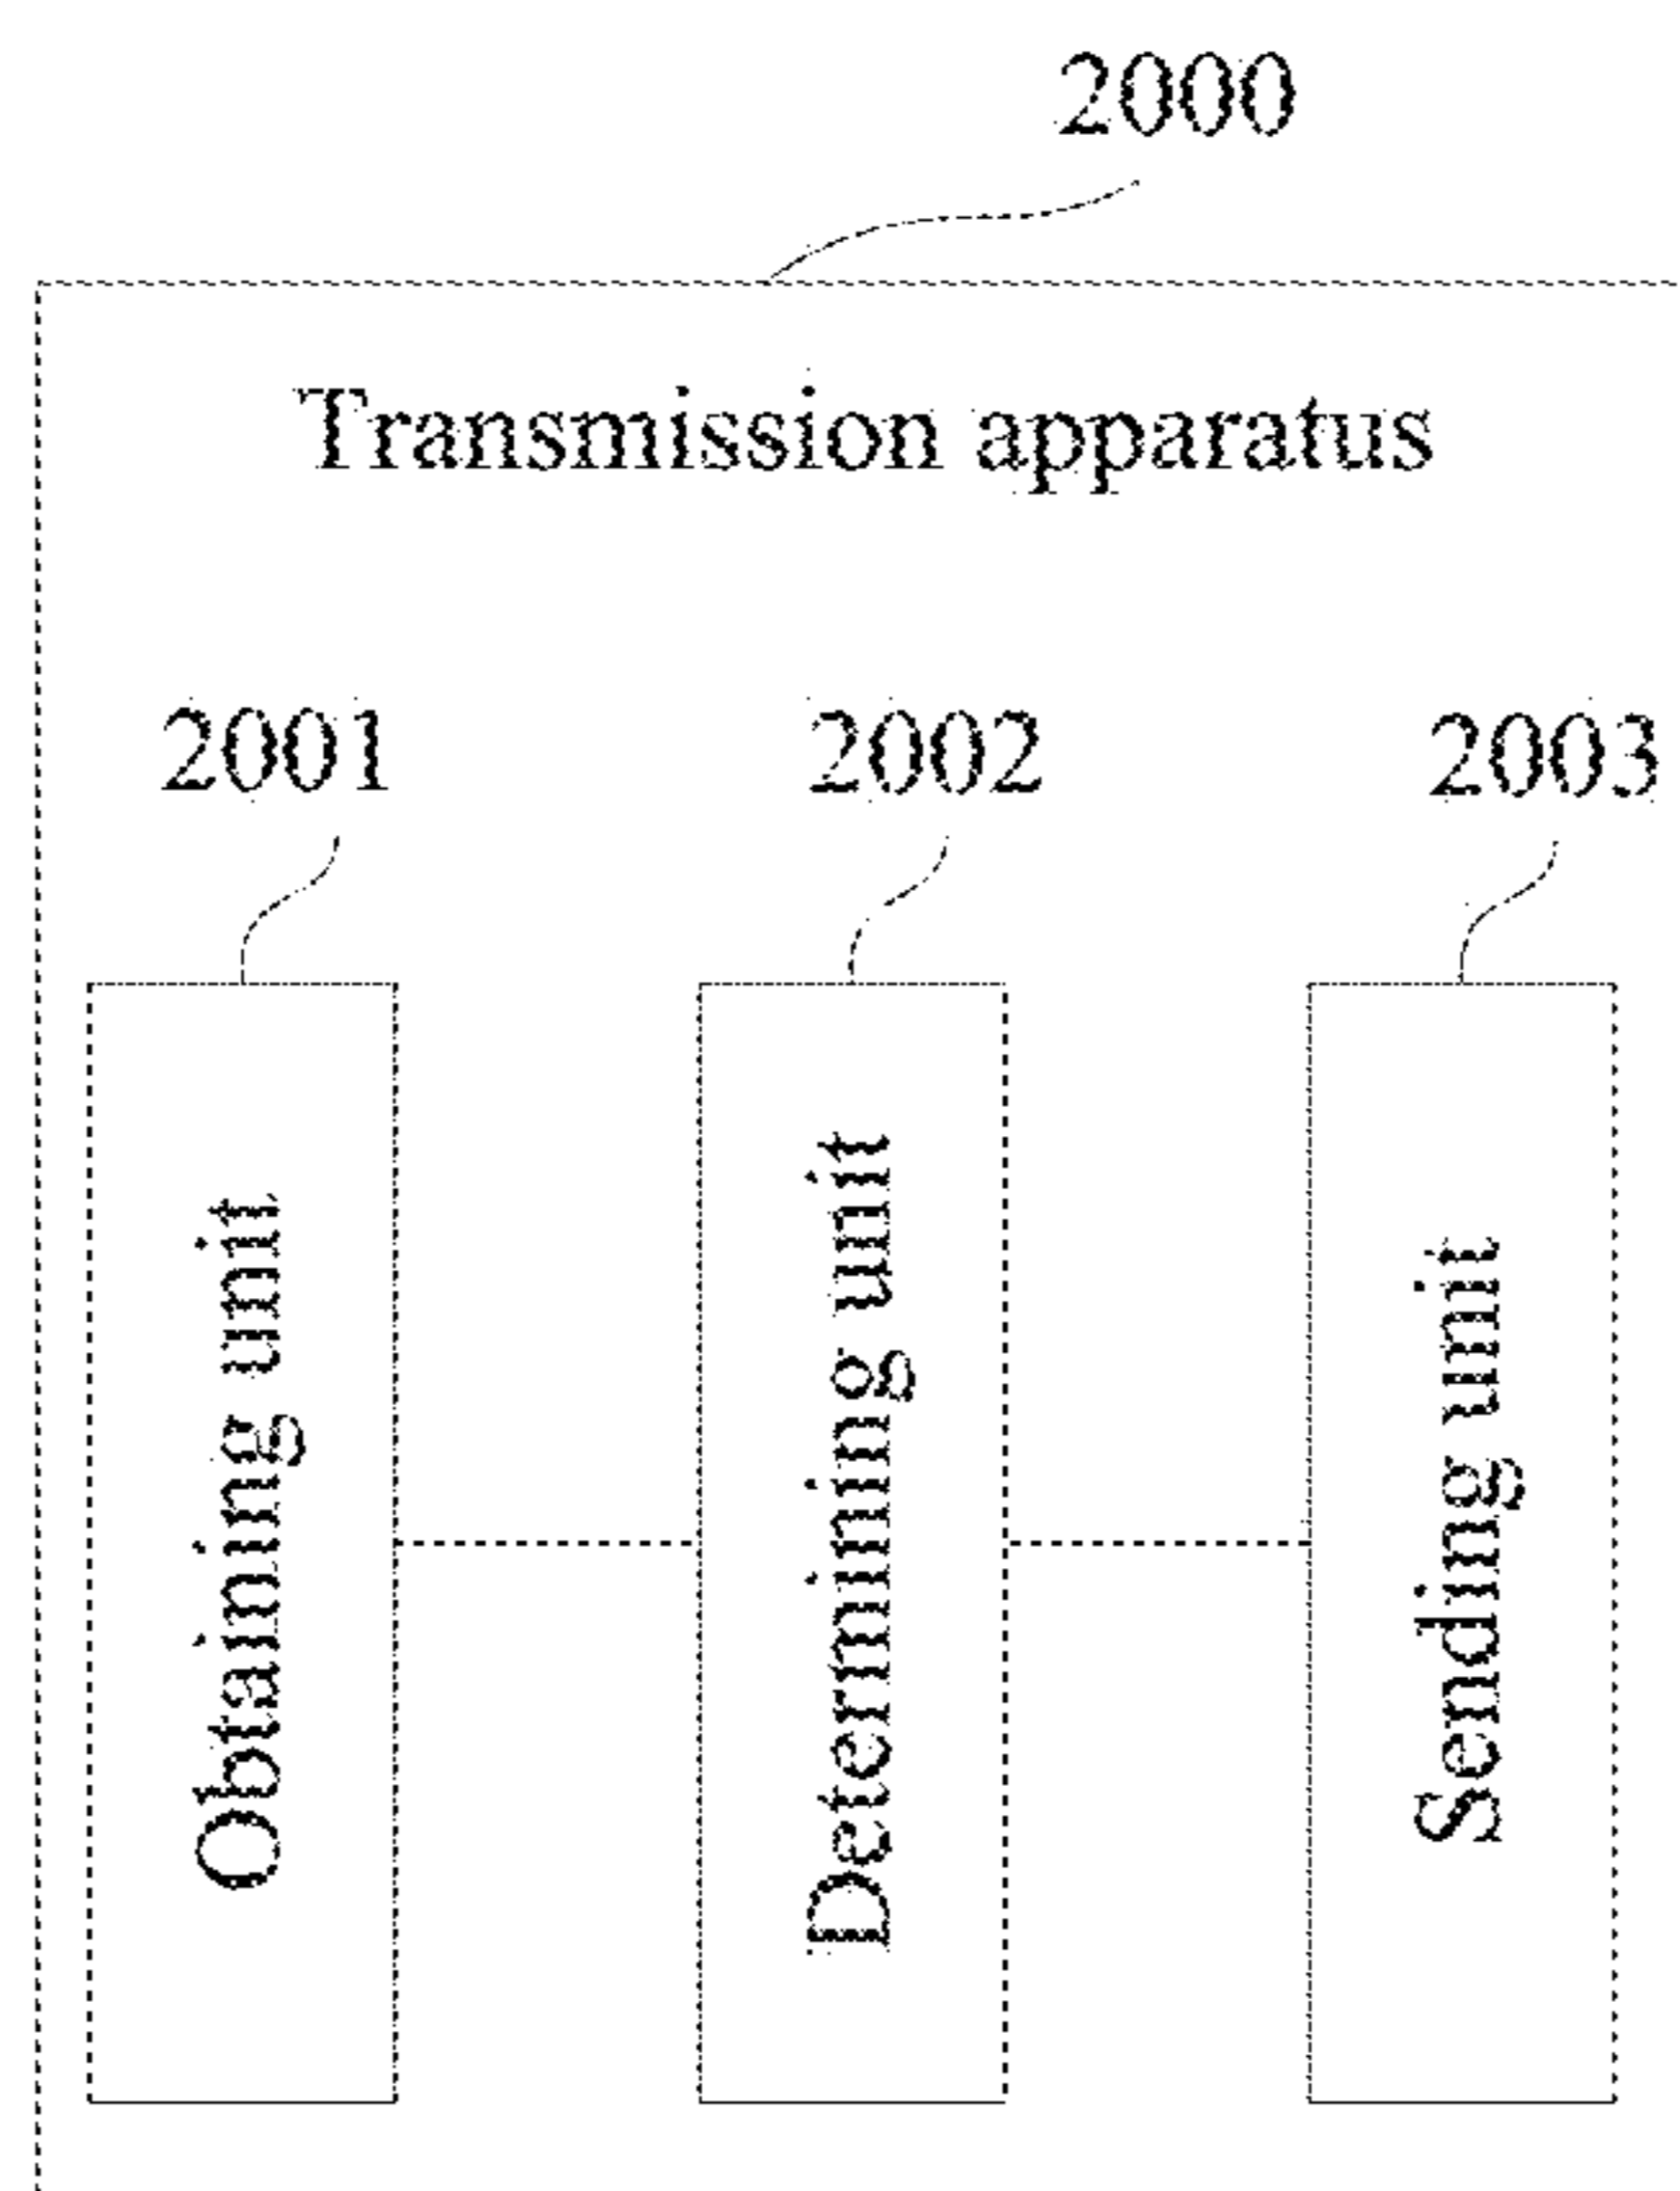 2000
Transmission apparatus
2001
2002
2003
Obtaining unit
Determining unit
Sending unit